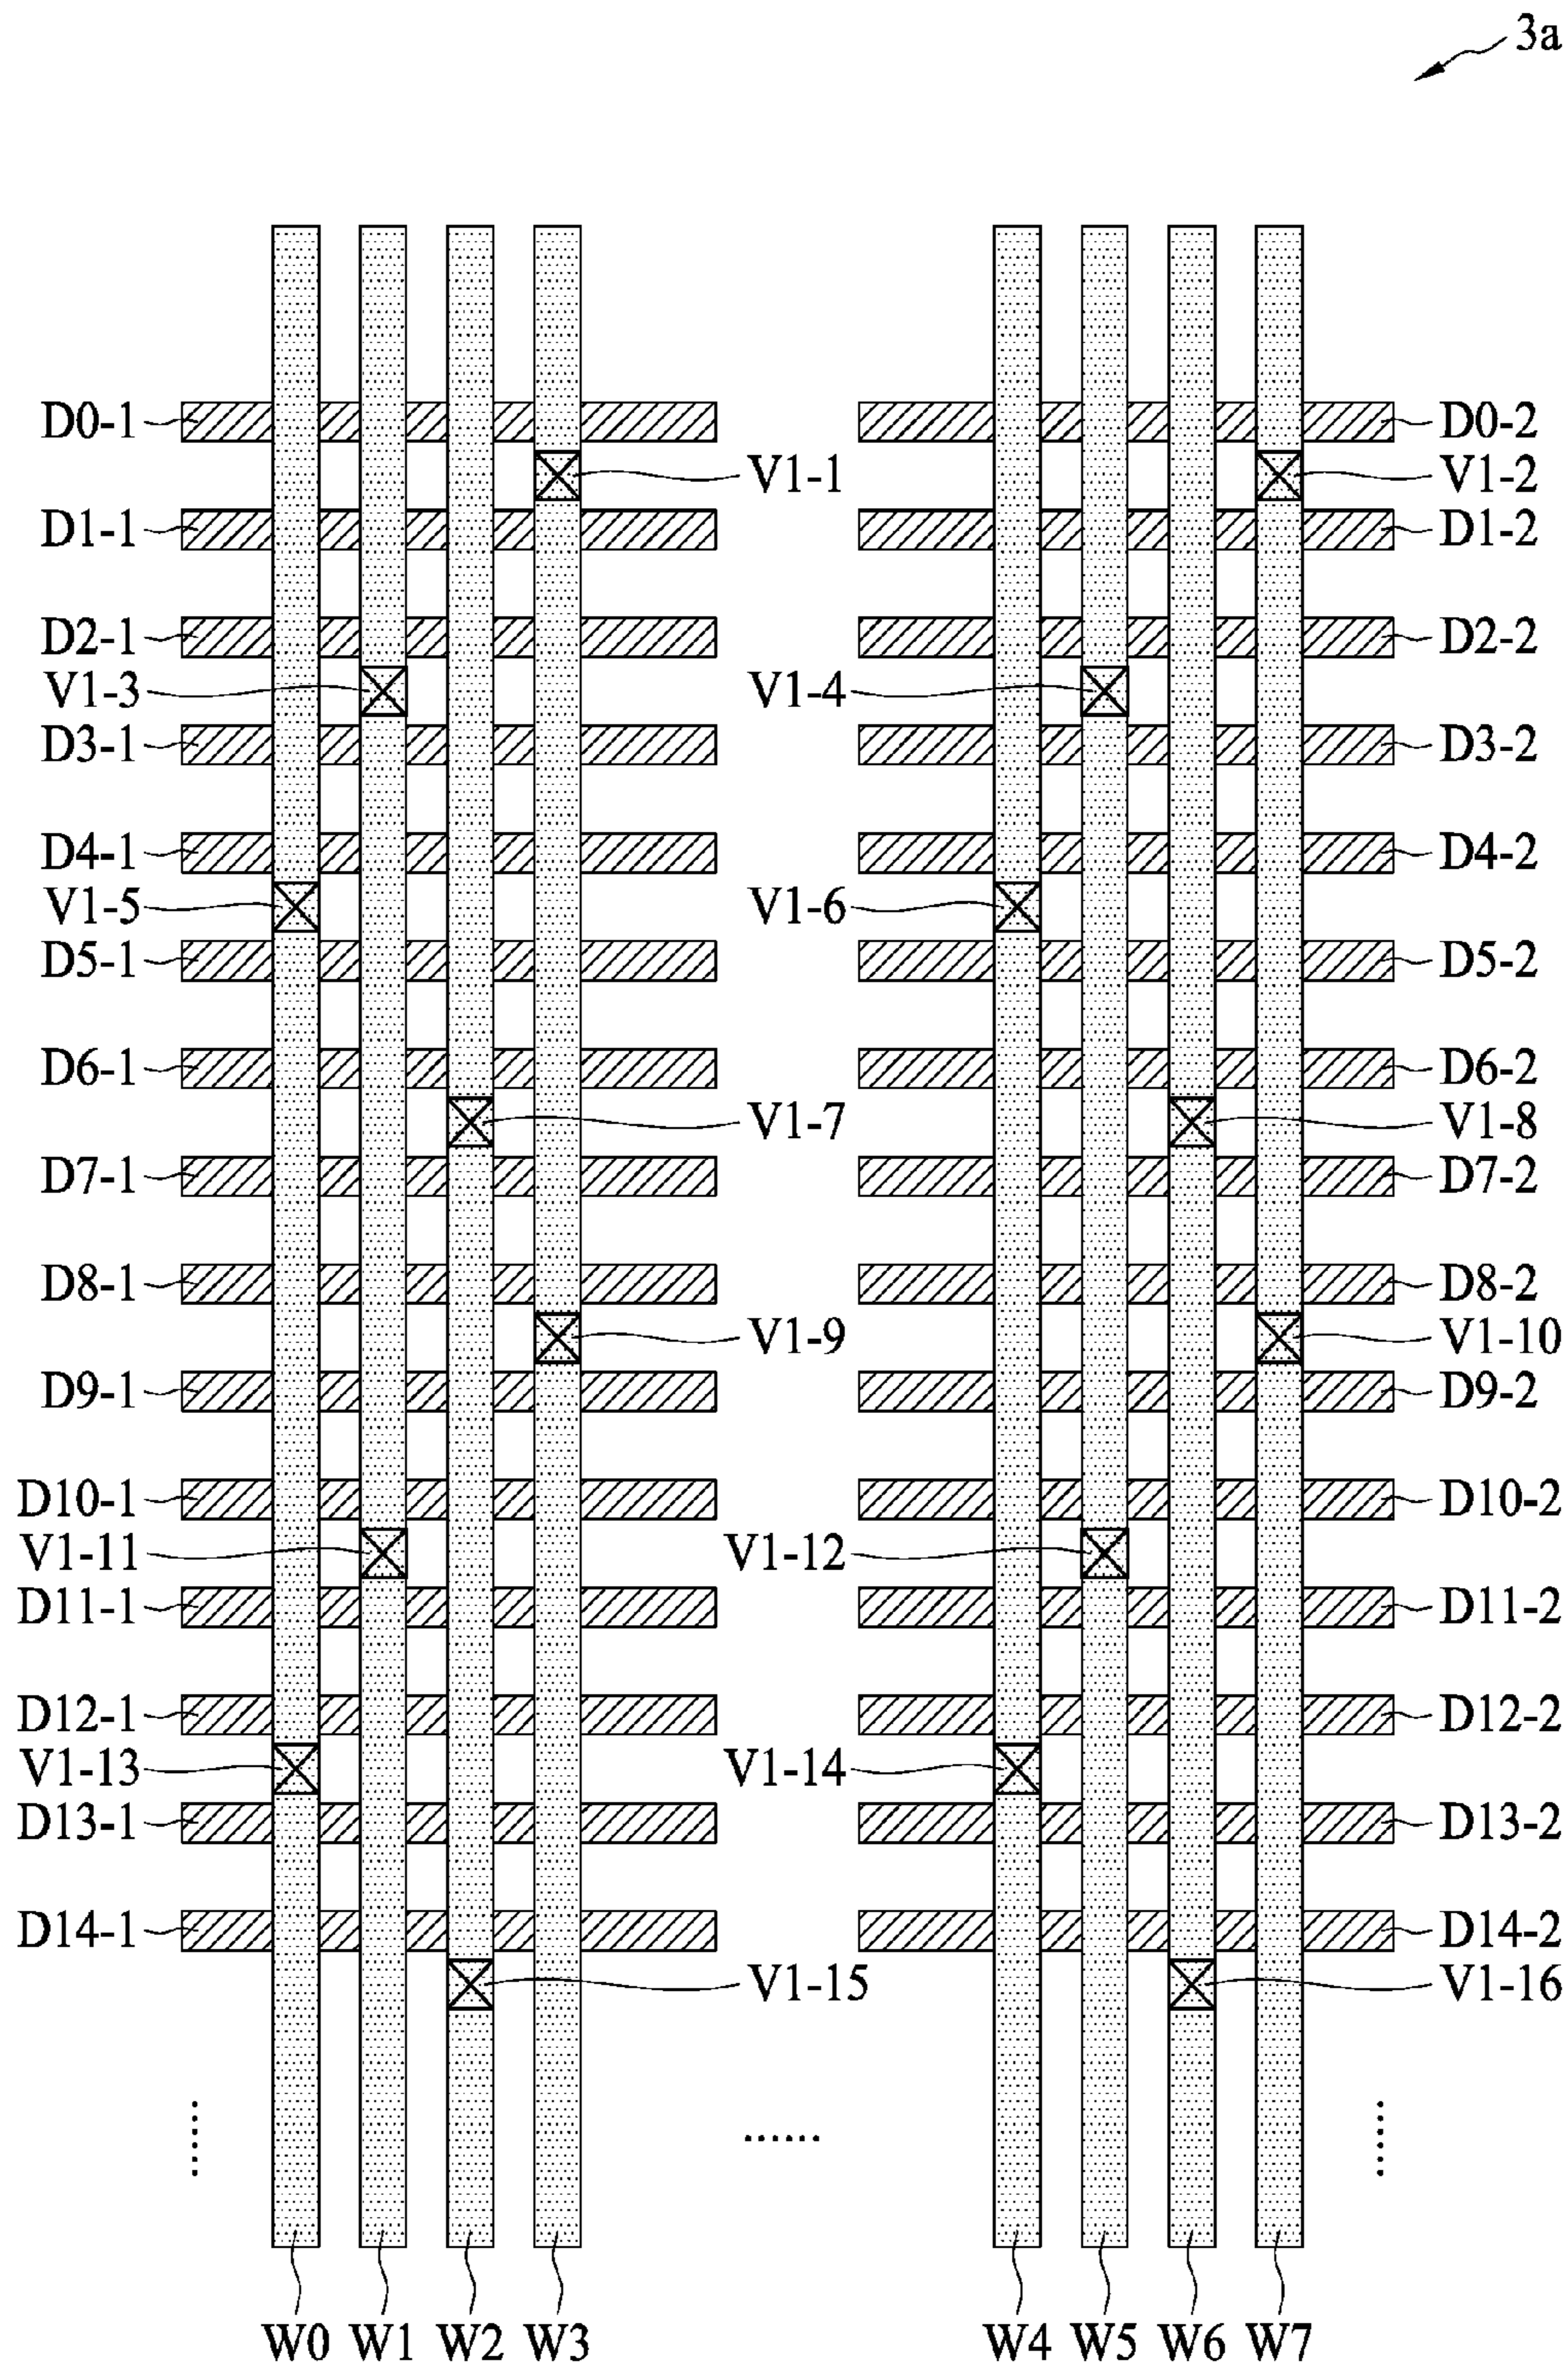 3a
D0-1 D0-2
V1-1 V1-2
D1-1 D1-2
D2-1 D2-2
V1-3 V1-4
D3-1 D3-2
D4-1 D4-2
V1-5 V1-6
D5-1 D5-2
D6-1 D6-2
V1-7 V1-8
D7-1 D7-2
D8-1 D8-2
V1-9 V1-10
D9-1 D9-2
D10-1 D10-2
V1-11 V1-12
D11-1 D11-2
D12-1 D12-2
V1-13 V1-14
D13-1 D13-2
D14-1 D14-2
V1-15 V1-16
W0 W1 W2 W3 W4 W5 W6 W7